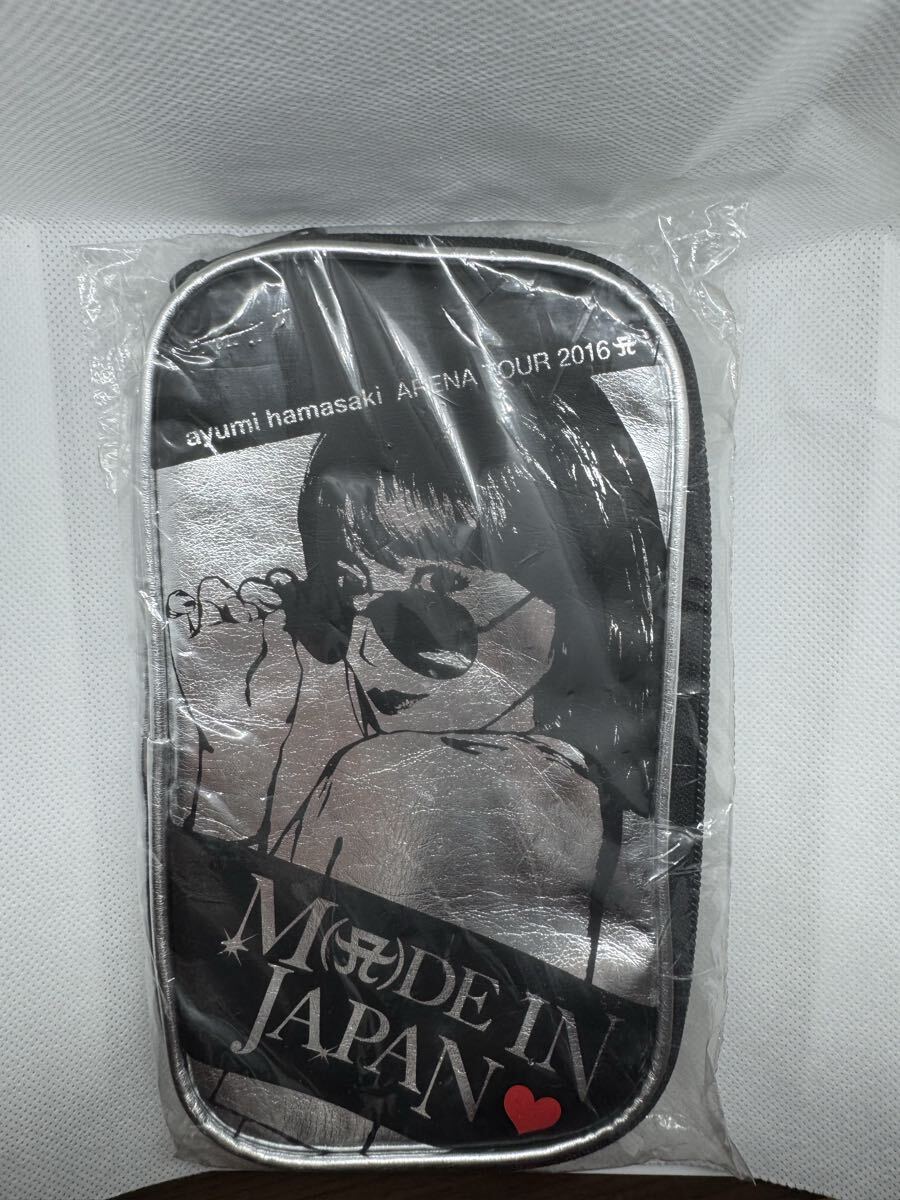 ayumi hamasaki ARENA TOUR 2016 A
M(A)DE IN
JAPAN